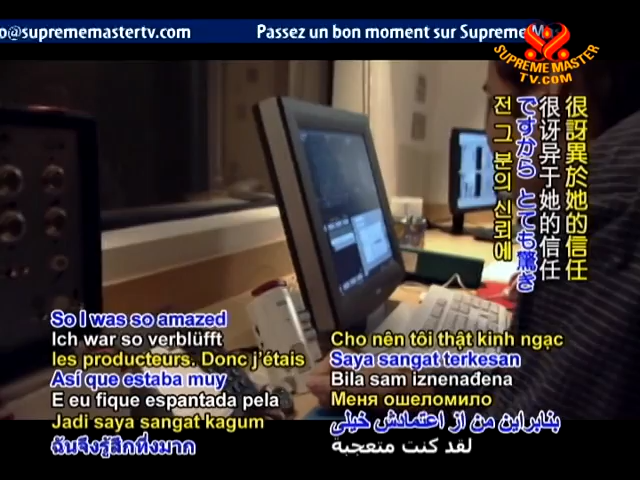 o@suprememastertv.com
Passez un bon moment sur Supreme M
SUPREME MASTER
TV.COM
很訝異於她的信任
很讶异于她的信任
ですから とても驚き
전 그 분의 신뢰에
So I was so amazed
Ich war so verblüfft
les producteurs. Donc j'étais
Así que estaba muy
E eu fique espantada pela
Jadi saya sangat kagum
ฉันจึงรู้สึกทึ่งมาก
Cho nên tôi thật kinh ngạc
Saya sangat terkesan
Bila sam iznenađena
Меня ошеломило
بنابراین من از اعتمادش خیلی
لقد كنت متعجبة